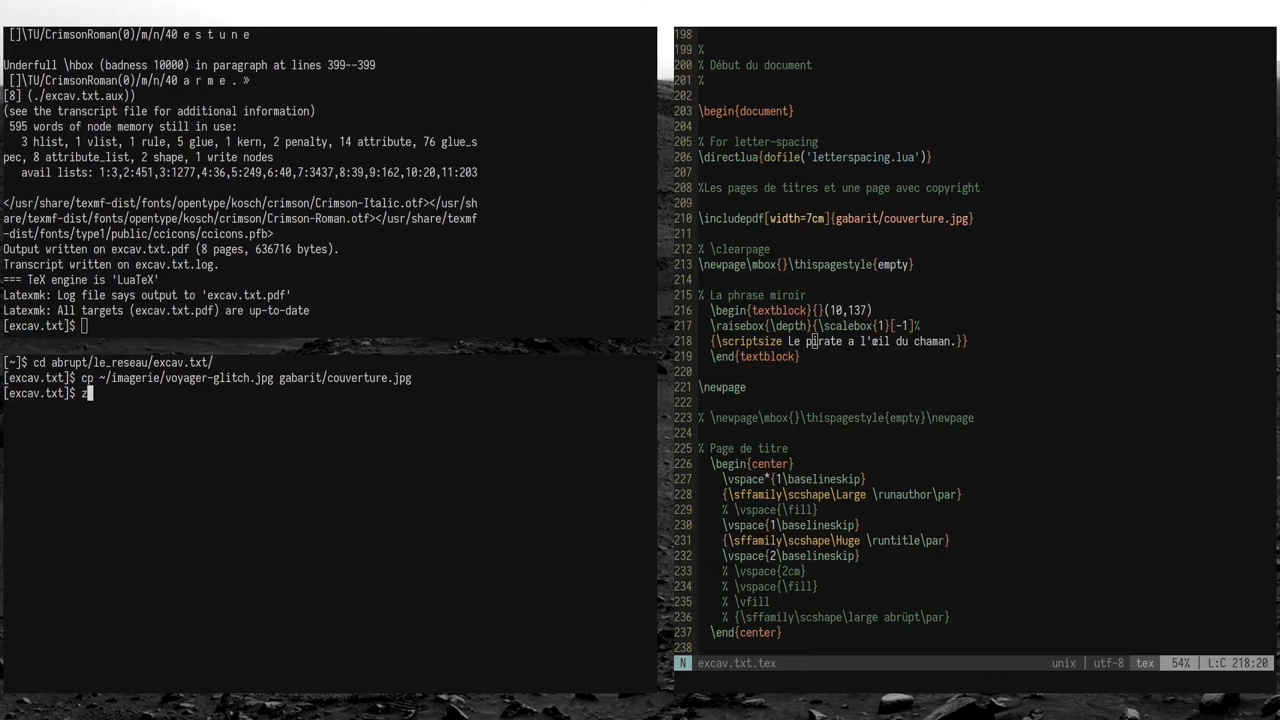 []\TU/CrimsonRoman(0)/m/n/40 e s t u n e
Underfull \hbox (badness 10000) in paragraph at lines 399--399
[]\TU/CrimsonRoman(0)/m/n/40 a r m e . »
[8] (./excav.txt.aux))
(see the transcript file for additional information)
595 words of node memory still in use:
3 hlist, 1 vlist, 1 rule, 5 glue, 1 kern, 2 penalty, 14 attribute, 76 glue_s
pec, 8 attribute_list, 2 shape, 1 write nodes
avail lists: 1:3,2:451,3:1277,4:36,5:249,6:40,7:3437,8:39,9:162,10:20,11:203
</usr/share/texmf-dist/fonts/opentype/kosch/crimson/Crimson-Italic.otf></usr/sh
are/texmf-dist/fonts/opentype/kosch/crimson/Crimson-Roman.otf></usr/share/texmf
-dist/fonts/type1/public/ccicons/ccicons.pfb>
Output written on excav.txt.pdf (8 pages, 636716 bytes).
Transcript written on excav.txt.log.
=== TeX engine is 'LuaTeX'
Latexmk: Log file says output to 'excav.txt.pdf'
Latexmk: All targets (excav.txt.pdf) are up-to-date
[excav.txt]$
[~]$ cd abrupt/le_reseau/excav.txt/
[excav.txt]$ cp ~/imagerie/voyager-glitch.jpg gabarit/couverture.jpg
[excav.txt]$ z
198
199 %
200 % Début du document
201 %
202
203 \begin{document}
204
205 % For letter-spacing
206 \directlua{dofile('letterspacing.lua')}
207
208 %Les pages de titres et une page avec copyright
209
210 \includepdf[width=7cm]{gabarit/couverture.jpg}
211
212 % \clearpage
213 \newpage\mbox{}\thispagestyle{empty}
214
215 % La phrase miroir
216 \begin{textblock}{}(10,137)
217 \raisebox{\depth}{\scalebox{1}[-1]%
218 {\scriptsize Le pirate a l'œil du chaman.}}
219 \end{textblock}
220
221 \newpage
222
223 % \newpage\mbox{}\thispagestyle{empty}\newpage
224
225 % Page de titre
226 \begin{center}
227 \vspace*{1\baselineskip}
228 {\sffamily\scshape\Large \runauthor\par}
229 % \vspace{\fill}
230 \vspace{1\baselineskip}
231 {\sffamily\scshape\Huge \runtitle\par}
232 \vspace{2\baselineskip}
233 % \vspace{2cm}
234 % \vspace{\fill}
235 % \vfill
236 % {\sffamily\scshape\large abrüpt\par}
237 \end{center}
238
N excav.txt.tex unix utf-8 tex 54% L:C 218:20